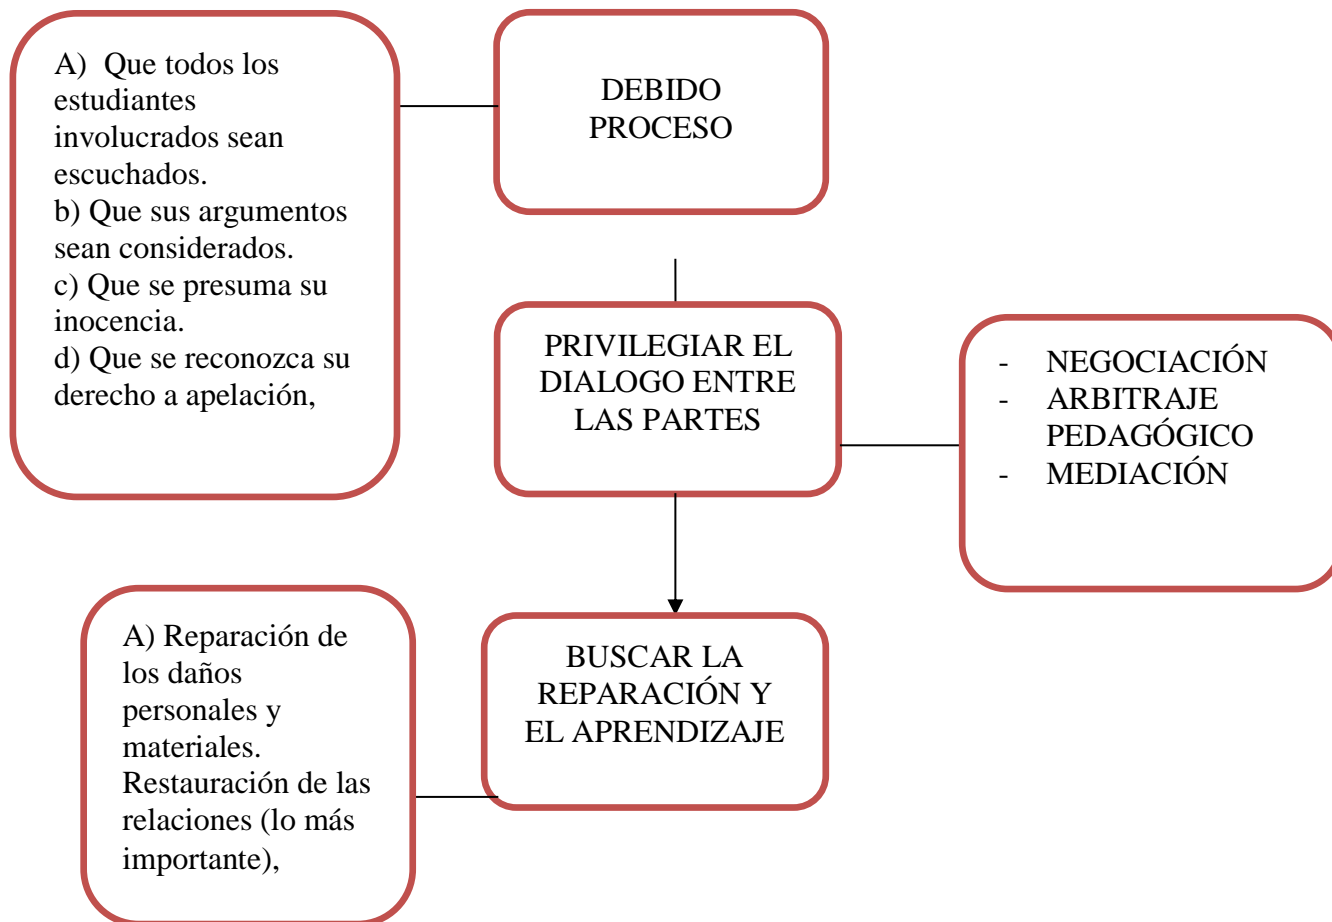 A) Que todos los
estudiantes
involucrados sean
escuchados.
b) Que sus argumentos
sean considerados.
c) Que se presuma su
inocencia.
d) Que se reconozca su
derecho a apelación,
DEBIDO
PROCESO
PRIVILEGIAR EL
DIALOGO ENTRE
LAS PARTES
- NEGOCIACIÓN
- ARBITRAJE
PEDAGÓGICO
- MEDIACIÓN
A) Reparación de
los daños
personales y
materiales.
Restauración de las
relaciones (lo más
importante),
BUSCAR LA
REPARACIÓN Y
EL APRENDIZAJE